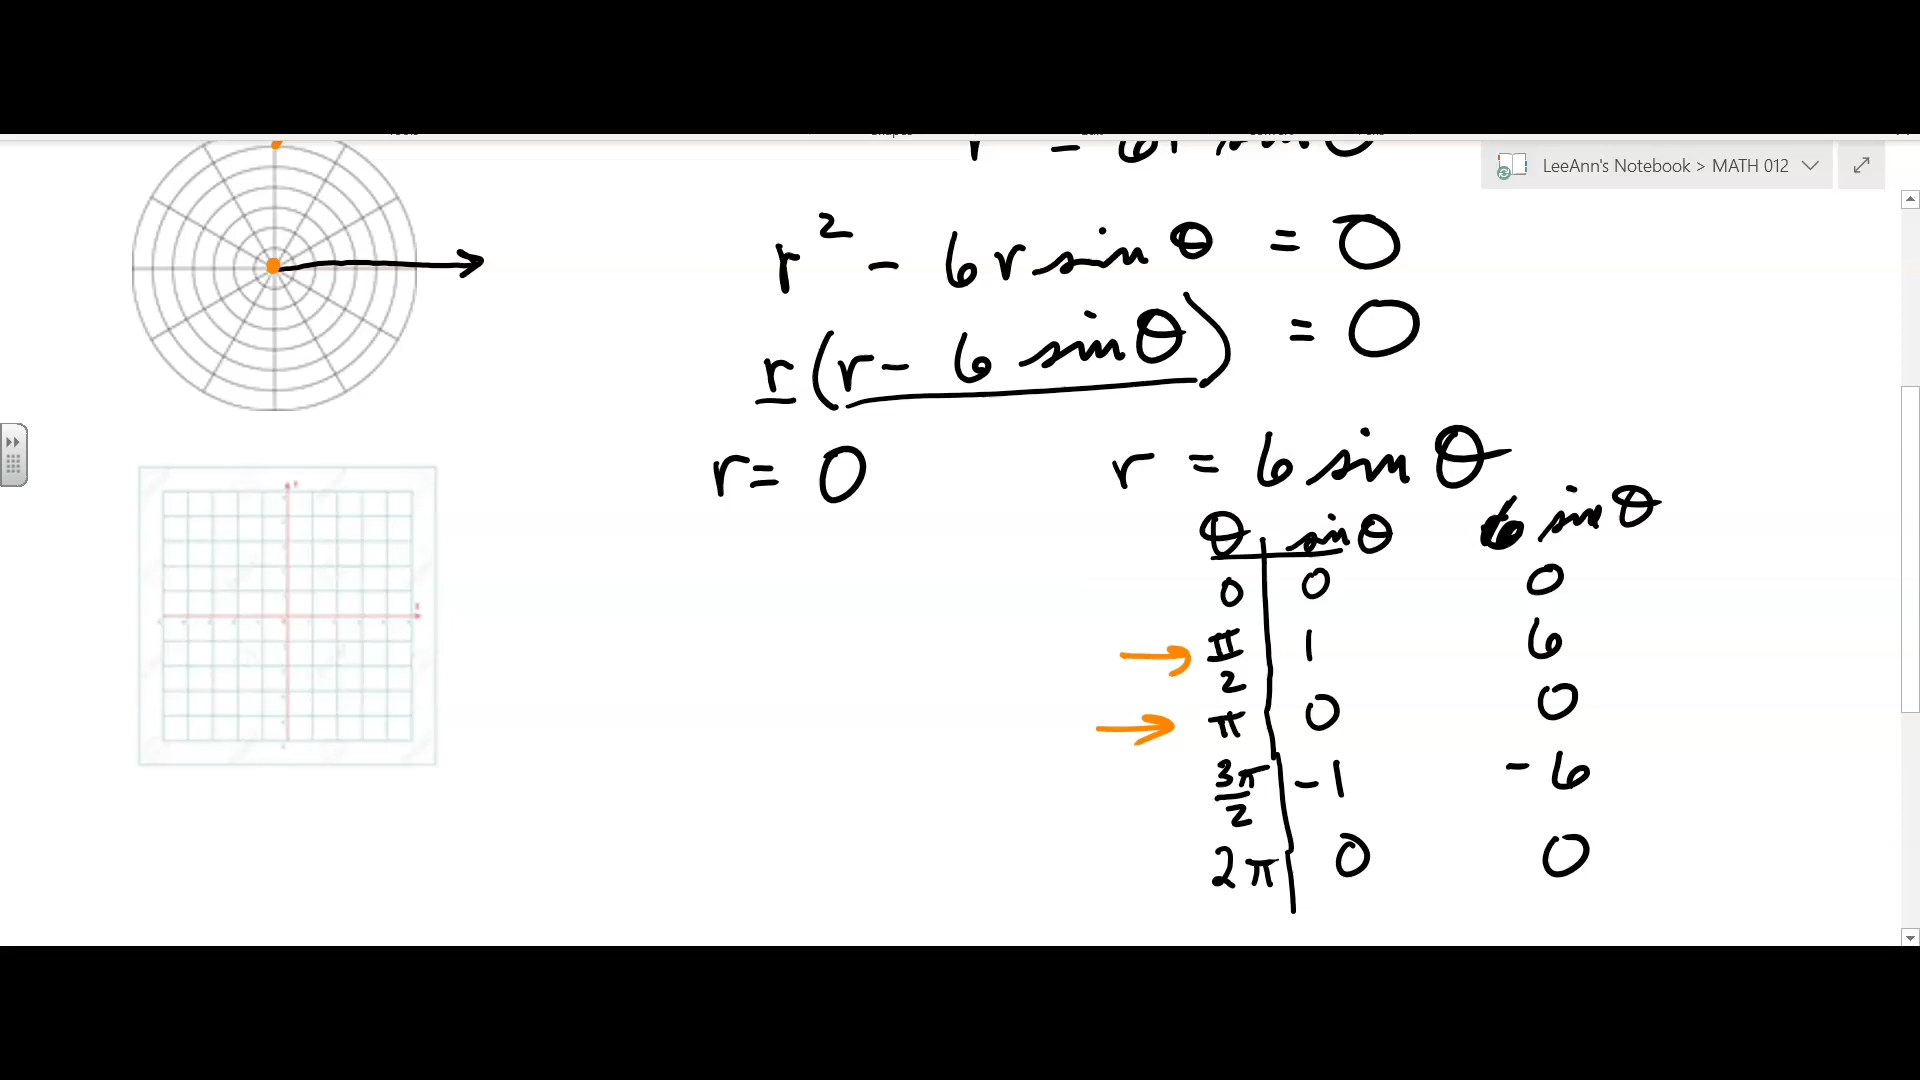 LeeAnn's Notebook > MATH 012
r² - 6r sin θ = 0
r(r - 6 sin θ) = 0
r = 0
r = 6 sin θ
θ sin θ 6 sin θ
0 0 0
π/2 1 6
π 0 0
3π/2 -1 -6
2π 0 0